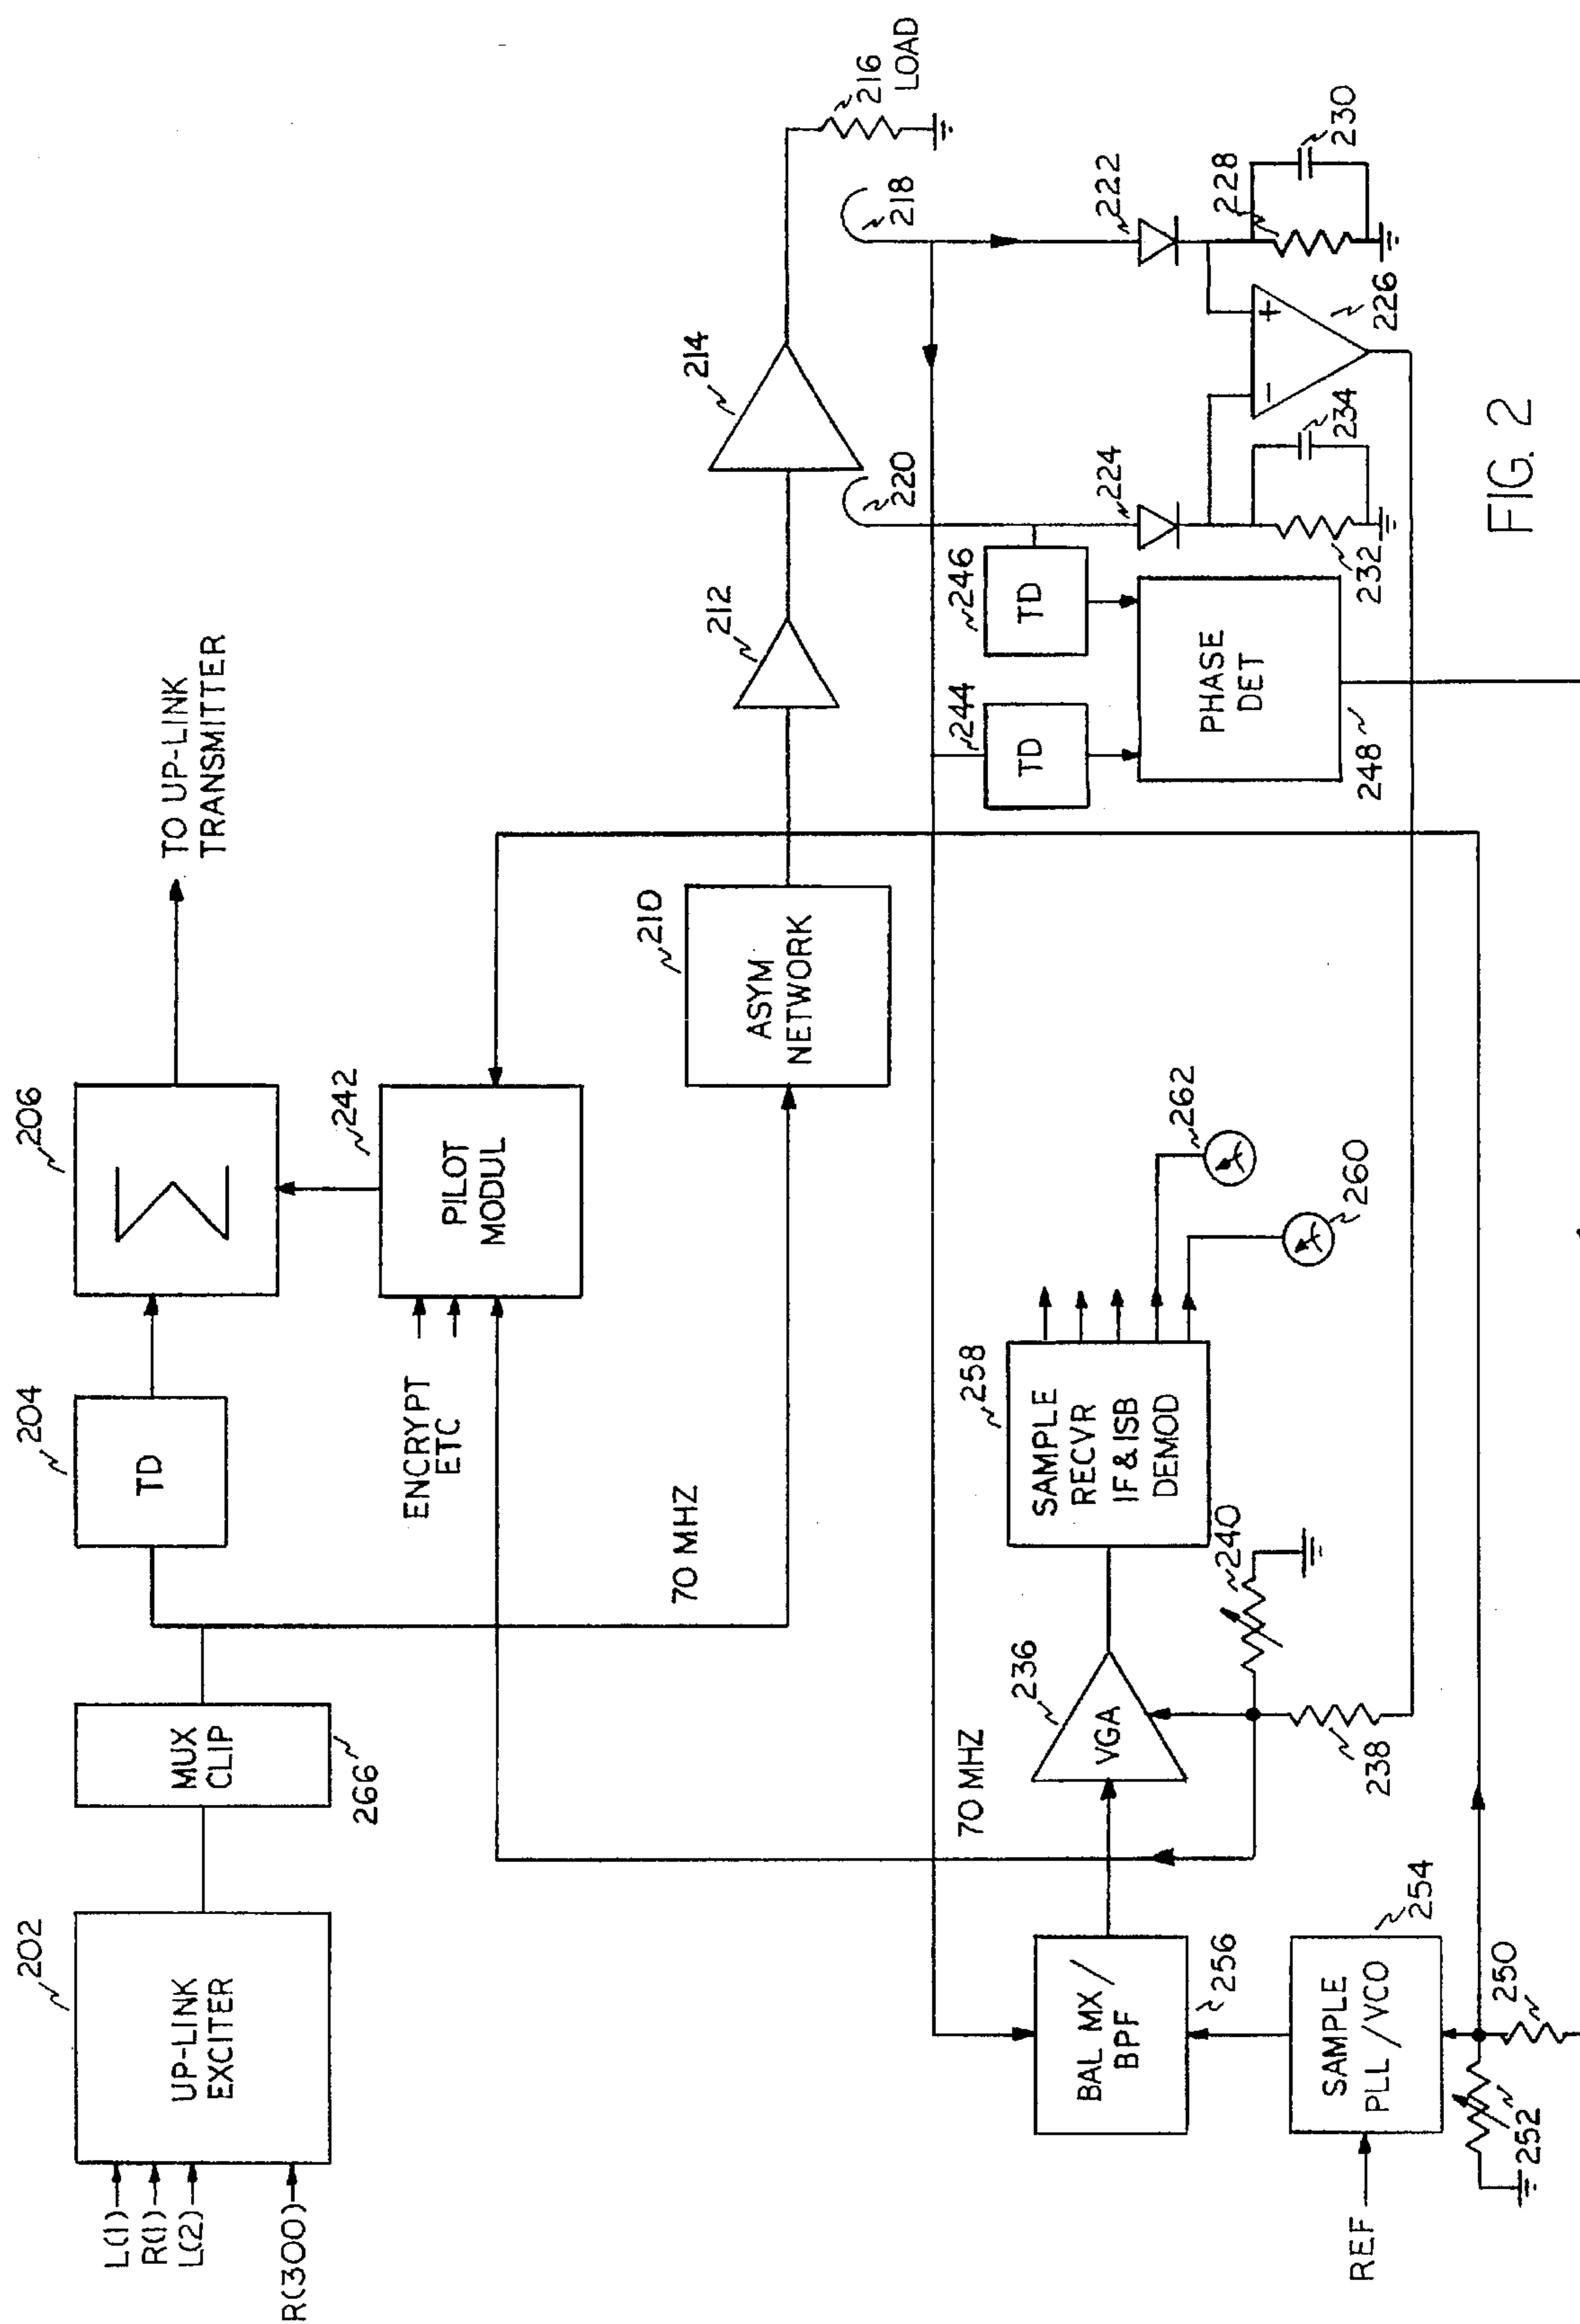 L(1)
R(1)
L(2)
R(300)
UP-LINK
EXCITER
202
MUX
CLIP
266
TD
204
Σ
206
TO UP-LINK
TRANSMITTER
PILOT
MODUL
242
ENCRYPT
ETC
70 MHZ
ASYM
NETWORK
210
212
214
216
LOAD
218
220
222
224
226
+
−
228
230
232
234
TD
244
TD
246
PHASE
DET
248
70 MHZ
BAL MX/
BPF
256
VGA
236
238
240
SAMPLE
RECVR
IF & ISB
DEMOD
258
260
262
REF
SAMPLE
PLL/VCO
254
250
252
FIG. 2